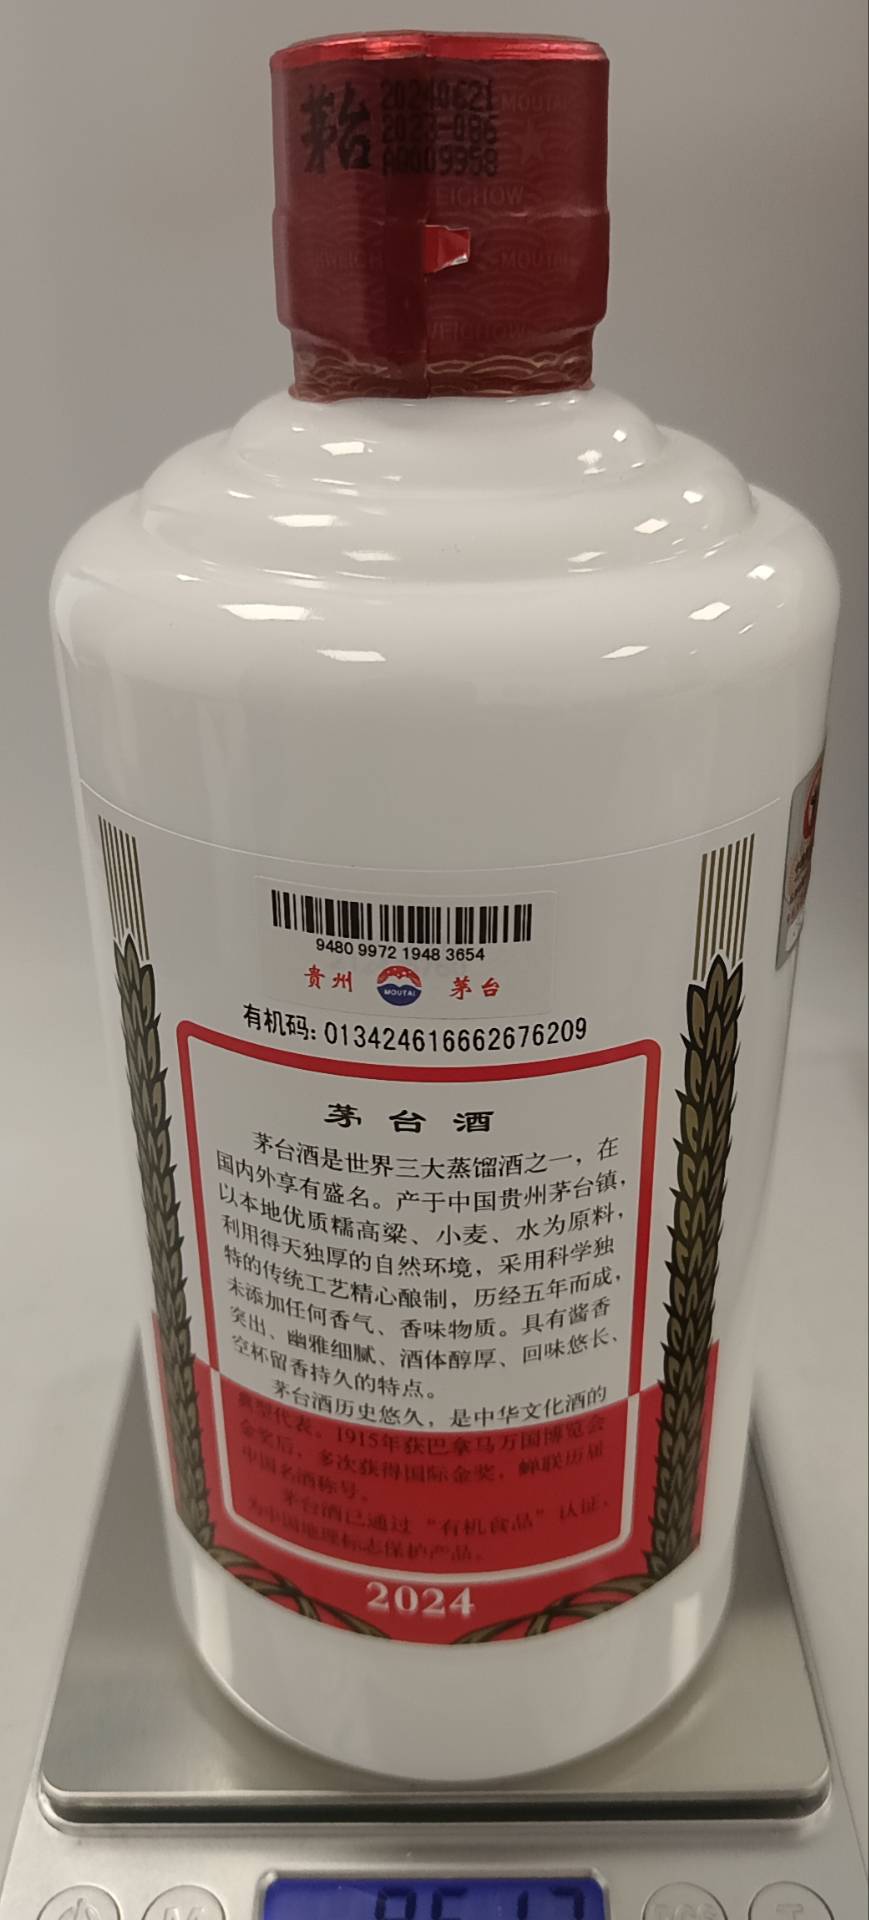 茅台
20240621
2023-086
A0009958
MOUTAI
WEICHOW
WEICH
MOUTAI
WEICHOW
9480 9972 1948 3654
贵州 MOUTAI 茅台
有机码：013424616662676209
茅台酒
茅台酒是世界三大蒸馏酒之一，在
国内外享有盛名。产于中国贵州茅台镇，
以本地优质糯高粱、小麦、水为原料，
利用得天独厚的自然环境，采用科学独
特的传统工艺精心酿制，历经五年而成，
未添加任何香气、香味物质。具有酱香
突出、幽雅细腻、酒体醇厚、回味悠长、
空杯留香持久的特点。
茅台酒历史悠久，是中华文化酒的
典型代表。1915年获巴拿马万国博览会
金奖后，多次获得国际金奖，蝉联历届
中国名酒称号。
茅台酒已通过“有机食品”认证，
为中国地理标志保护产品。
2024